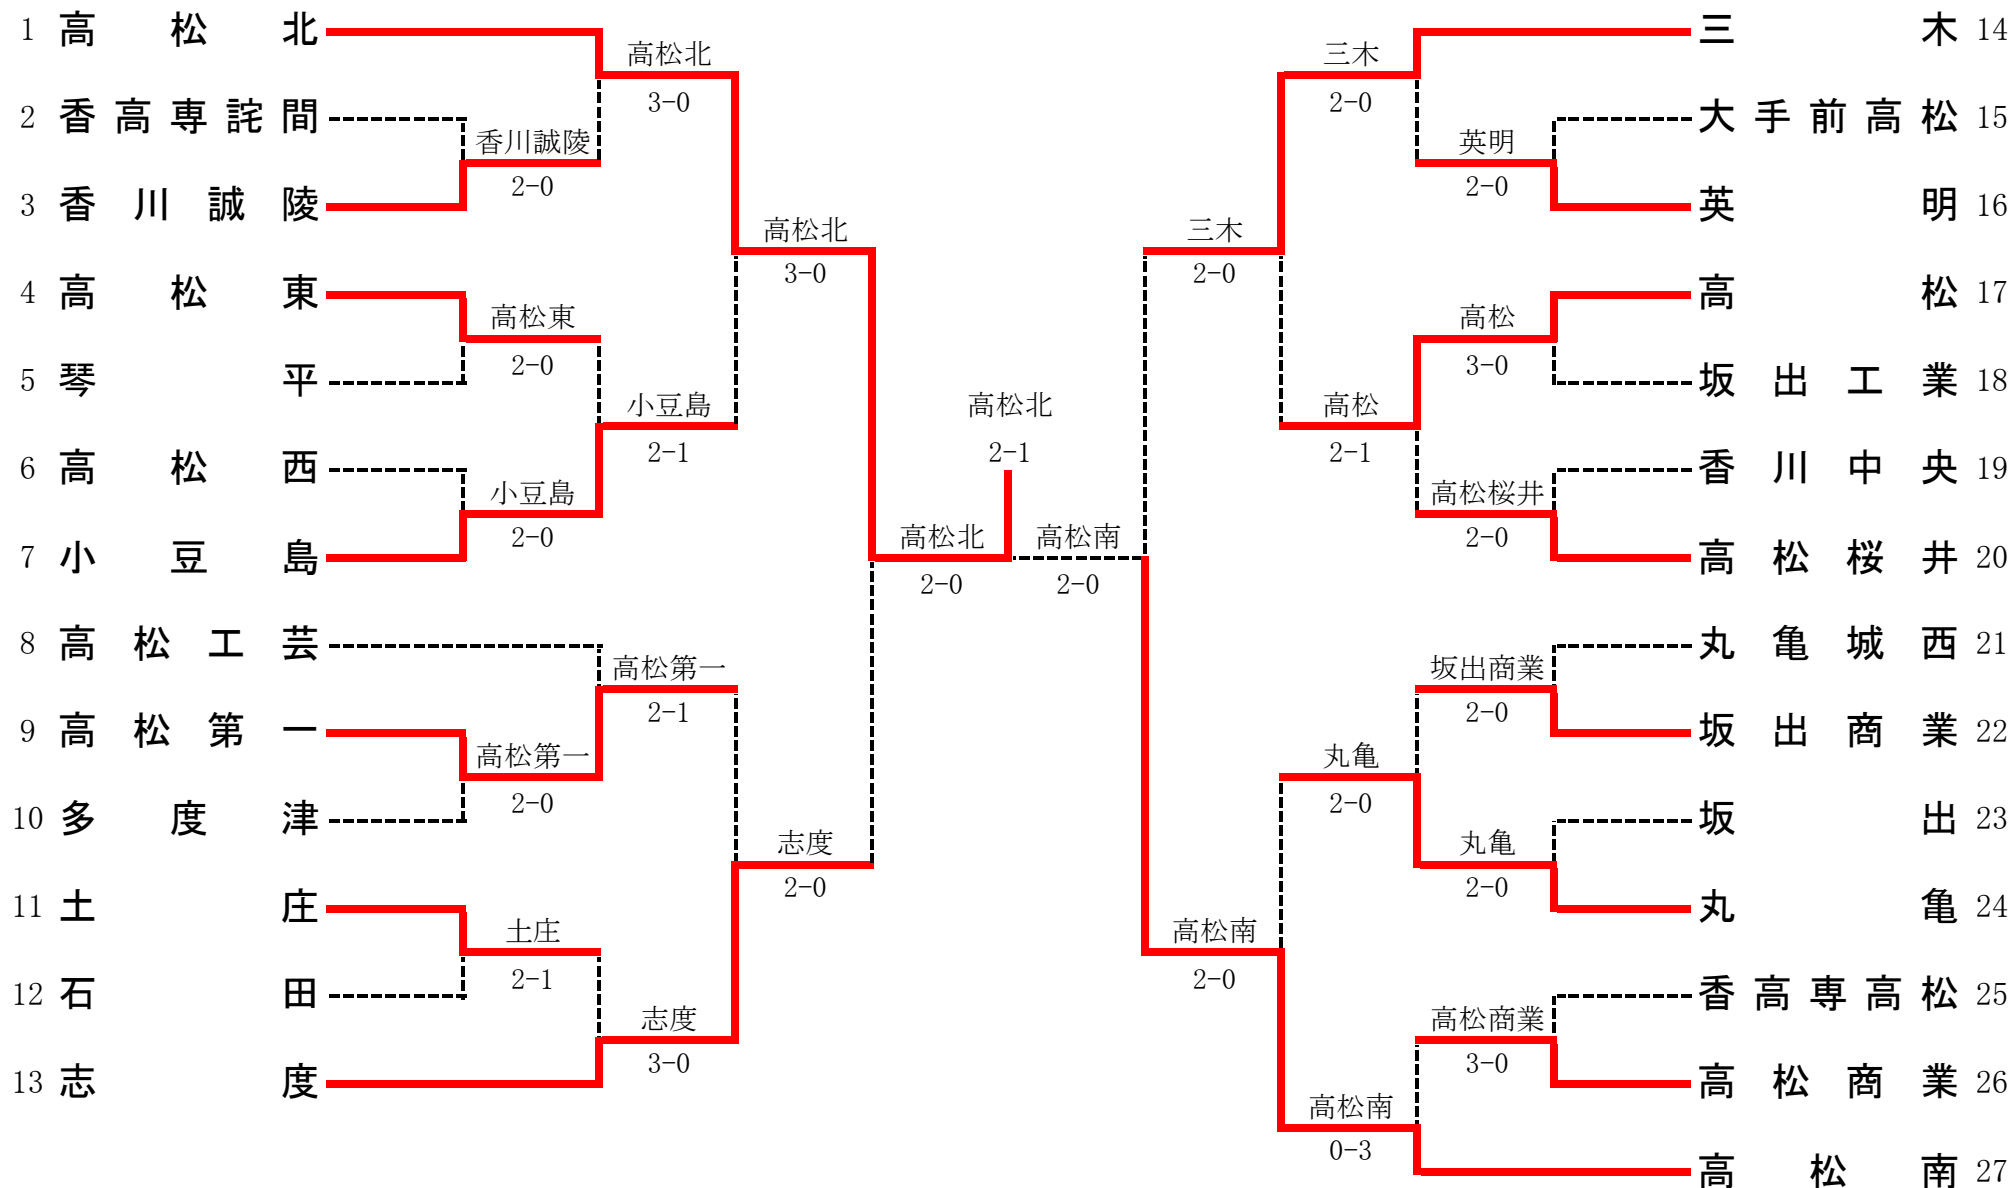 1 高松北
高松北
3-0
2 香高専詫間
香川誠陵
2-0
3 香川誠陵
高松北
3-0
4 高松東
高松東
2-0
5 琴平
小豆島
2-1
6 高松西
小豆島
2-0
7 小豆島
8 高松工芸
高松第一
2-1
9 高松第一
高松第一
2-0
10 多度津
志度
2-0
11 土庄
土庄
2-1
12 石田
志度
3-0
13 志度
高松北
2-1
高松北
2-0
高松南
2-0
三木 14
三木
2-0
大手前高松 15
英明
2-0
英明 16
三木
2-0
高松 17
高松
3-0
坂出工業 18
高松
2-1
香川中央 19
高松桜井
2-0
高松桜井 20
丸亀城西 21
坂出商業
2-0
坂出商業 22
丸亀
2-0
坂出 23
丸亀
2-0
丸亀 24
高松南
2-0
香高専高松 25
高松商業
3-0
高松商業 26
高松南
0-3
高松南 27